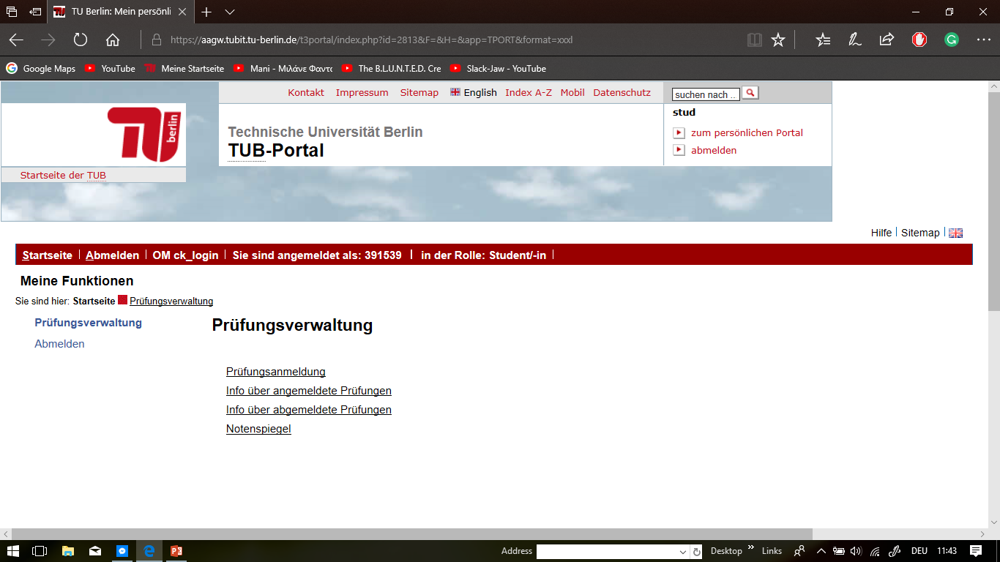 TU Berlin: Mein persönli
https://aagw.tubit.tu-berlin.de/t3portal/index.php?id=2813&F=&H=&app=TPORT&format=xxxl
Google Maps YouTube Meine Startseite Mani - Μιλάνε Φαντα The B.L.U.N.T.E.D. Cre Slack-Jaw - YouTube
Kontakt Impressum Sitemap English Index A-Z Mobil Datenschutz
suchen nach ..
TU berlin
stud
Technische Universität Berlin
TUB-Portal
zum persönlichen Portal
abmelden
Startseite der TUB
Hilfe Sitemap
Startseite Abmelden OM ck_login Sie sind angemeldet als: 391539 in der Rolle: Student/-in
Meine Funktionen
Sie sind hier: Startseite Prüfungsverwaltung
Prüfungsverwaltung
Abmelden
Prüfungsverwaltung
Prüfungsanmeldung
Info über angemeldete Prüfungen
Info über abgemeldete Prüfungen
Notenspiegel
Address Desktop » Links DEU 11:43